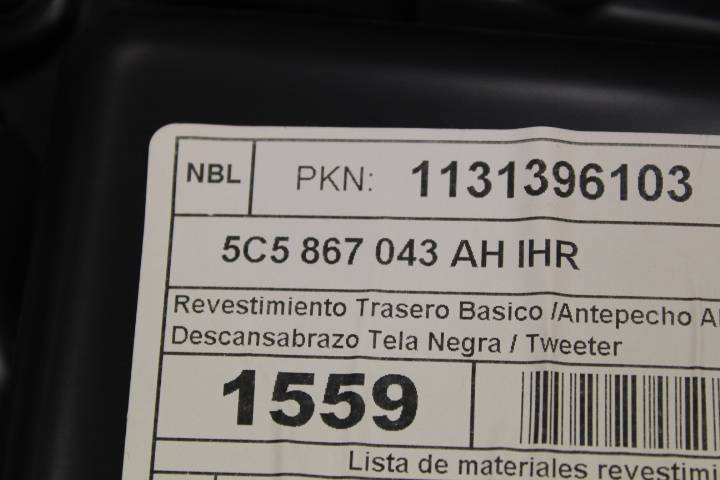 NBL PKN: 1131396103
5C5 867 043 AH IHR
Revestimiento Trasero Basico /Antepecho
Descansabrazo Tela Negra / Tweeter
1559
Lista de materiales